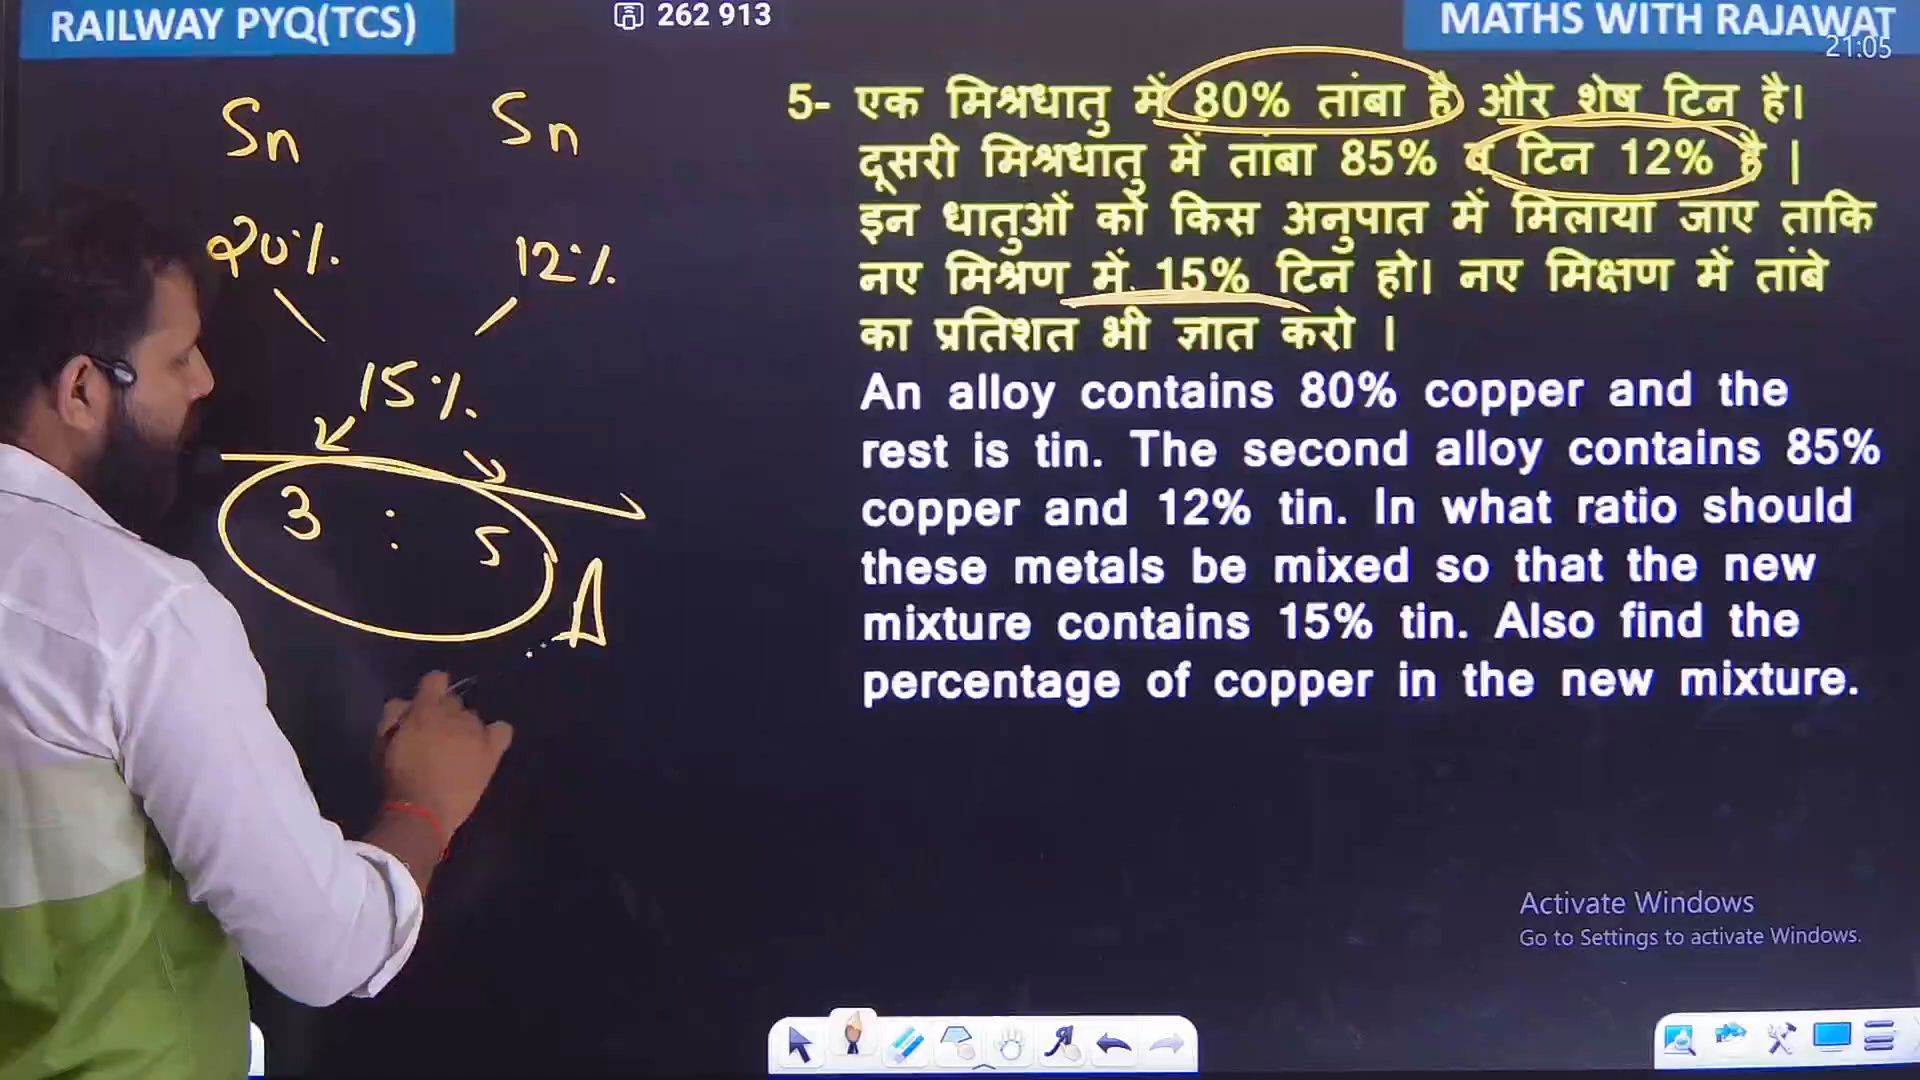 RAILWAY PYQ(TCS)
262 913
MATHS WITH RAJAWAT
21:05
Sn Sn
20% 12%
15%
3 : 5
A
5- एक मिश्रधातु में 80% तांबा है और शेष टिन है।
दूसरी मिश्रधातु में तांबा 85% व टिन 12% है |
इन धातुओं को किस अनुपात में मिलाया जाए ताकि
नए मिश्रण में 15% टिन हो। नए मिक्षण में तांबे
का प्रतिशत भी ज्ञात करो ।
An alloy contains 80% copper and the
rest is tin. The second alloy contains 85%
copper and 12% tin. In what ratio should
these metals be mixed so that the new
mixture contains 15% tin. Also find the
percentage of copper in the new mixture.
Activate Windows
Go to Settings to activate Windows.